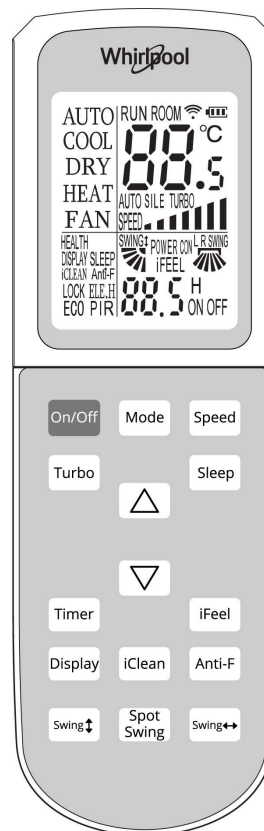 Whirlpool
AUTO RUN ROOM
COOL 88.5 °C
DRY
HEAT AUTO SILE TURBO
FAN SPEED
HEALTH SWING POWER CON L R SWING
DISPLAY SLEEP iFEEL
iCLEAN Anti-F
LOCK ELE.H 88.5 H
ECO PIR ON OFF
On/Off Mode Speed
Turbo Sleep
Timer iFeel
Display iClean Anti-F
Swing Spot Swing Swing